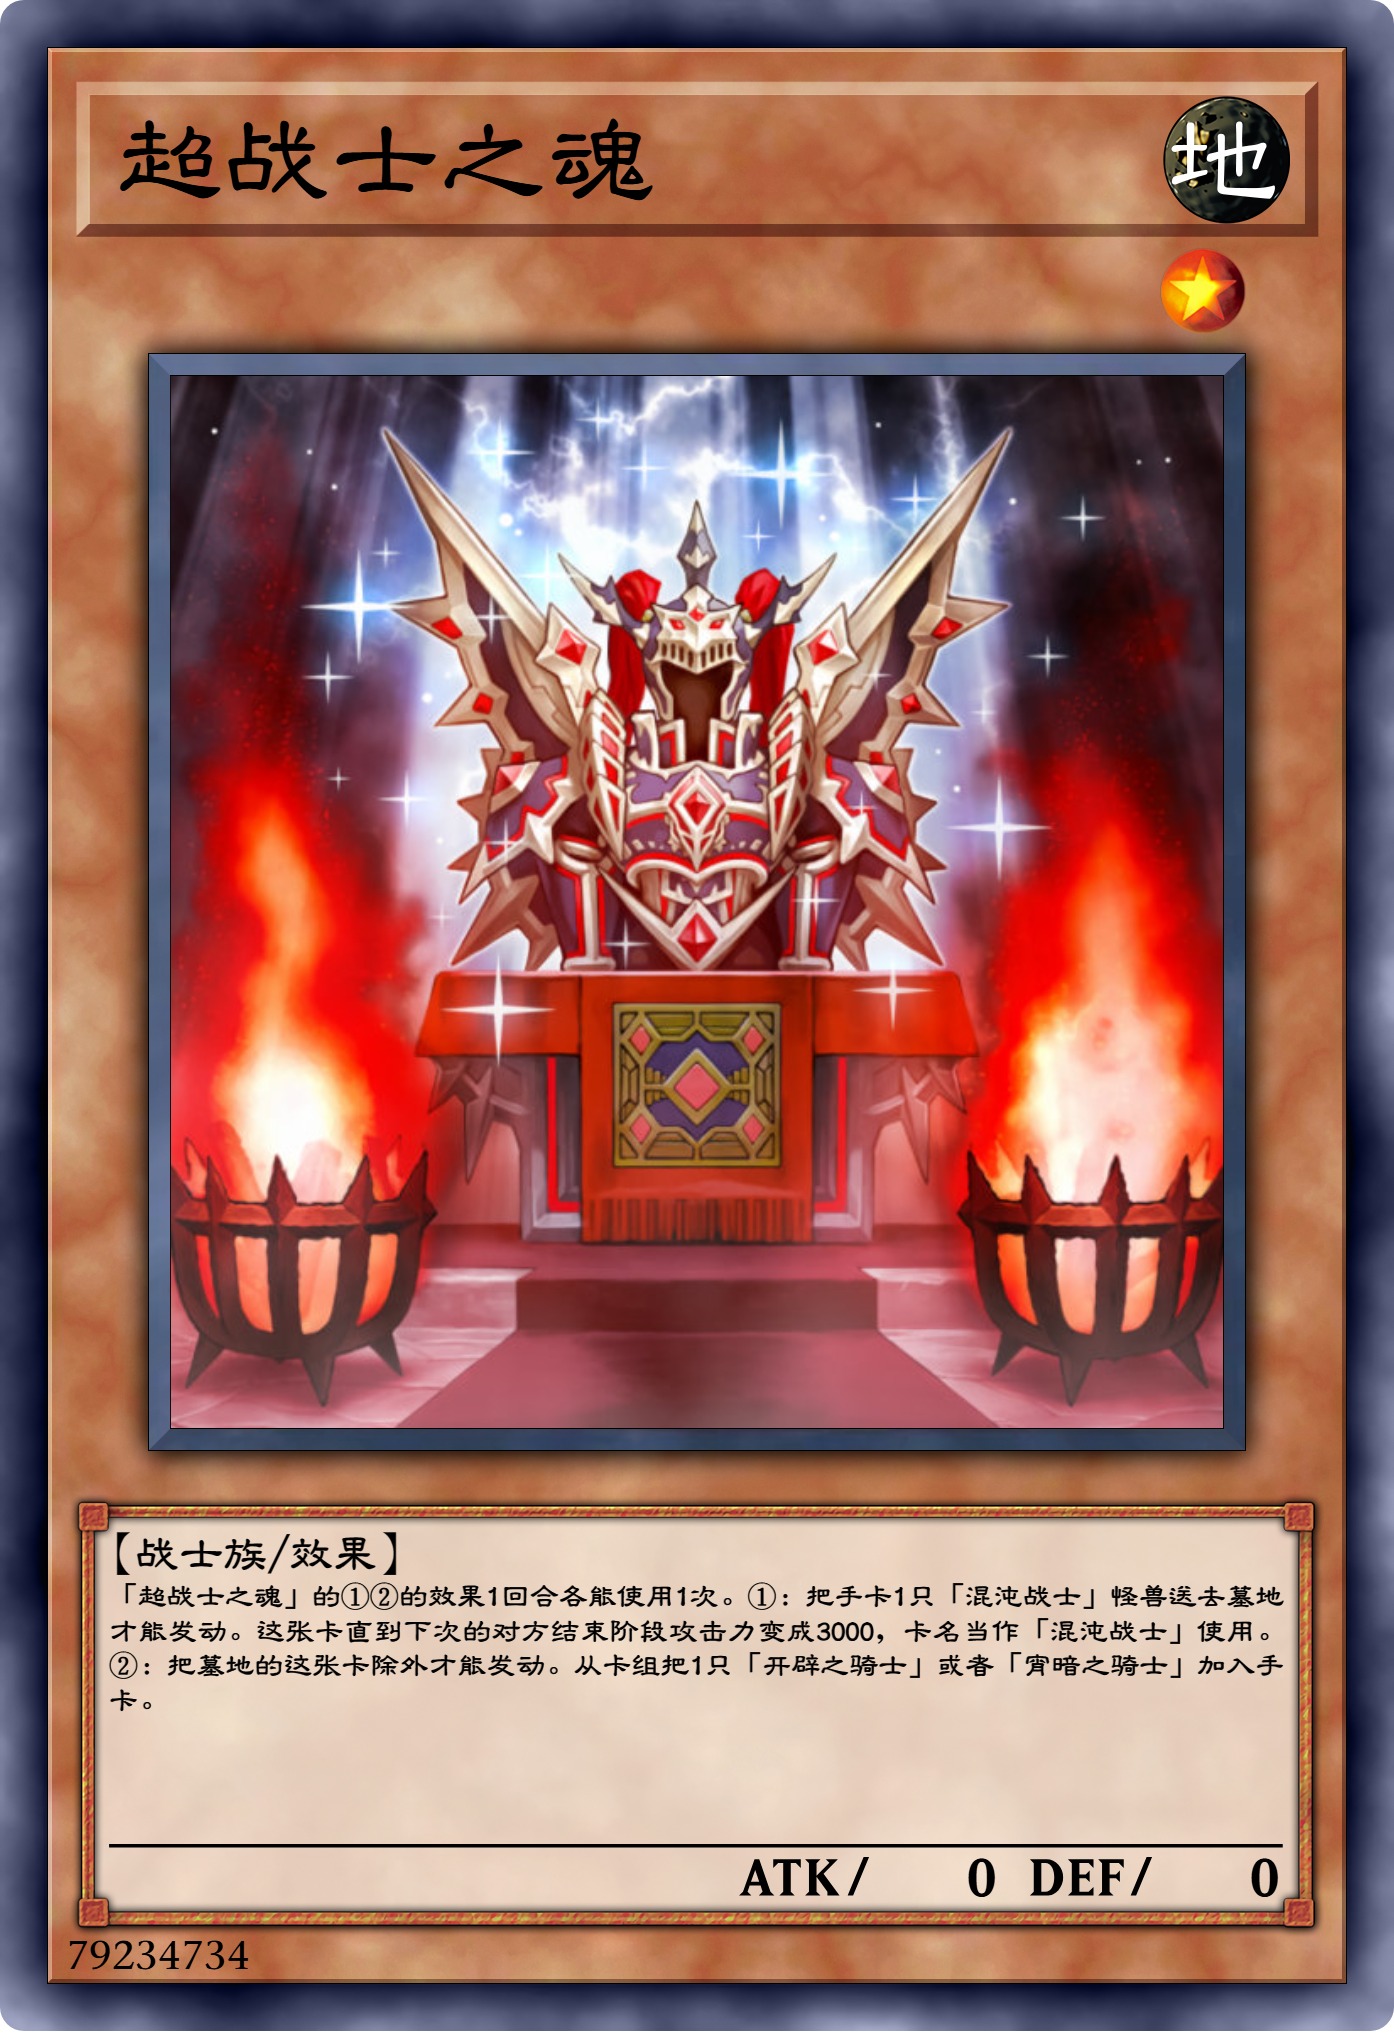 超战士之魂
地
【战士族/效果】
「超战士之魂」的①②的效果1回合各能使用1次。①：把手卡1只「混沌战士」怪兽送去墓地
才能发动。这张卡直到下次的对方结束阶段攻击力变成3000，卡名当作「混沌战士」使用。
②：把墓地的这张卡除外才能发动。从卡组把1只「开辟之骑士」或者「宵暗之骑士」加入手
卡。
ATK/ 0 DEF/ 0
79234734